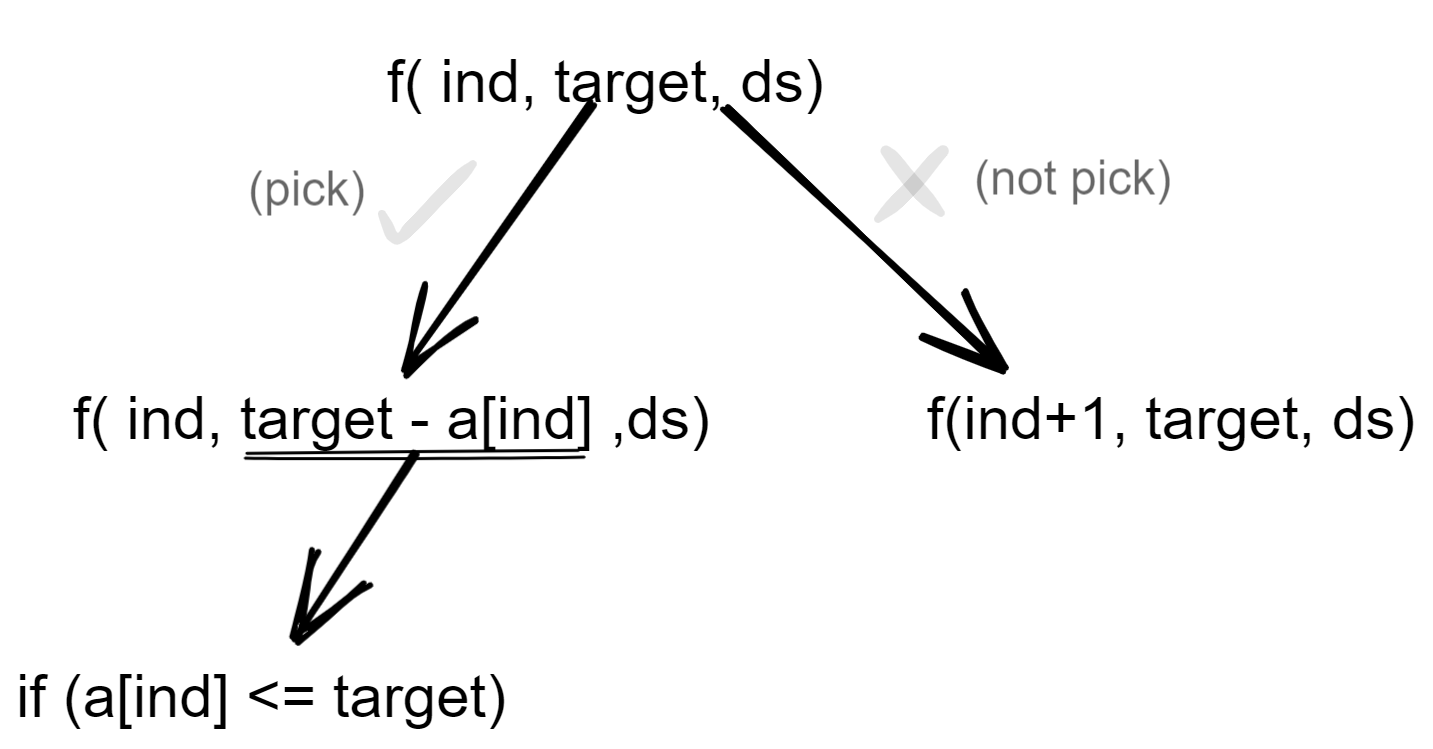 f( ind, target, ds)
(pick)
(not pick)
f( ind, target - a[ind] ,ds)
f(ind+1, target, ds)
if (a[ind] <= target)